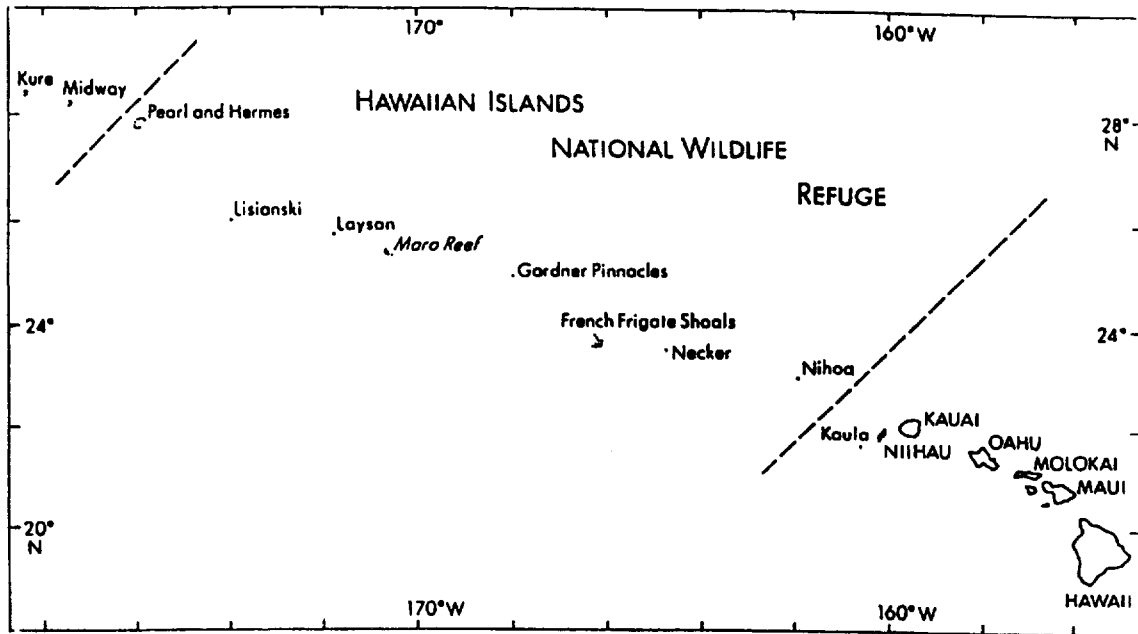 170°
160°W
Kure
Midway
Pearl and Hermes
HAWAIIAN ISLANDS
28°
N
NATIONAL WILDLIFE
REFUGE
Lisianski
Laysan
Maro Reef
Gardner Pinnacles
24°
French Frigate Shoals
24°
Necker
Nihoa
Kaula
KAUAI
NIIHAU
OAHU
MOLOKAI
MAUI
20°
N
HAWAII
170°W
160°W